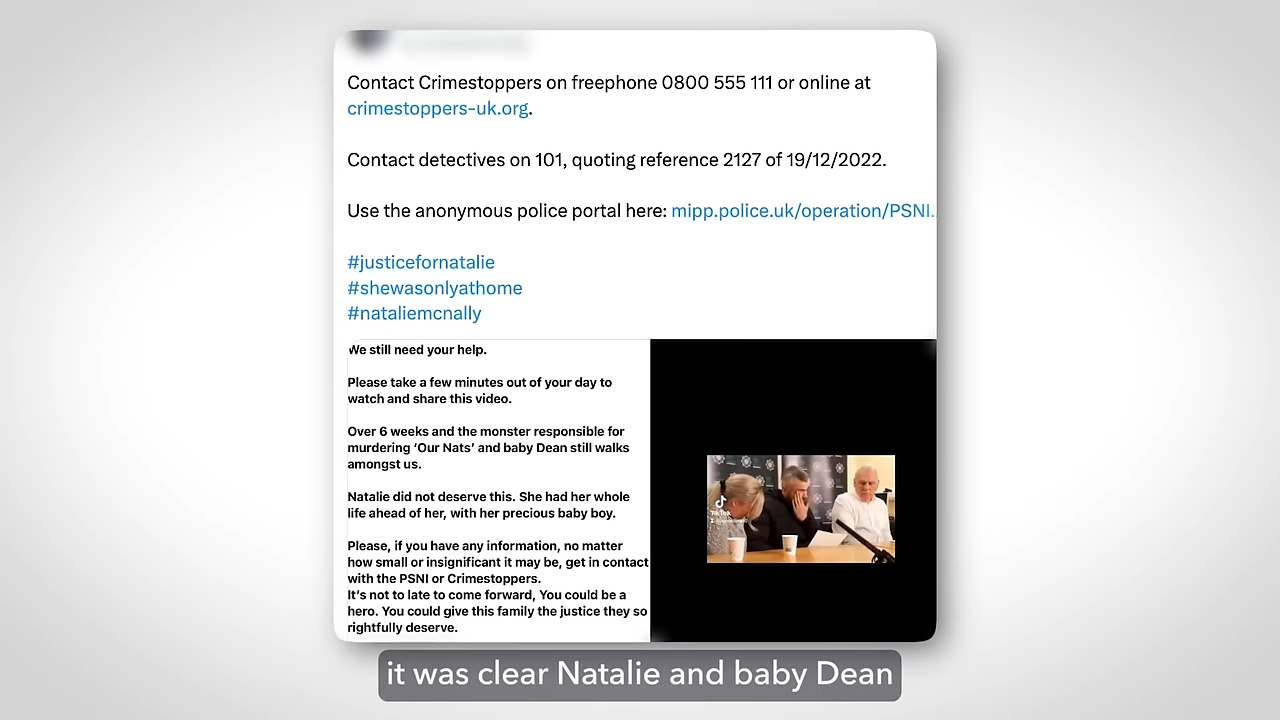 Contact Crimestoppers on freephone 0800 555 111 or online at
crimestoppers-uk.org.
Contact detectives on 101, quoting reference 2127 of 19/12/2022.
Use the anonymous police portal here: mipp.police.uk/operation/PSNI.
#justicefornatalie
#shewasonlyathome
#nataliemcnally
We still need your help.
Please take a few minutes out of your day to
watch and share this video.
Over 6 weeks and the monster responsible for
murdering ‘Our Nats’ and baby Dean still walks
amongst us.
Natalie did not deserve this. She had her whole
life ahead of her, with her precious baby boy.
Please, if you have any information, no matter
how small or insignificant it may be, get in contact
with the PSNI or Crimestoppers.
It’s not to late to come forward, You could be a
hero. You could give this family the justice they so
rightfully deserve.
TikTok
it was clear Natalie and baby Dean